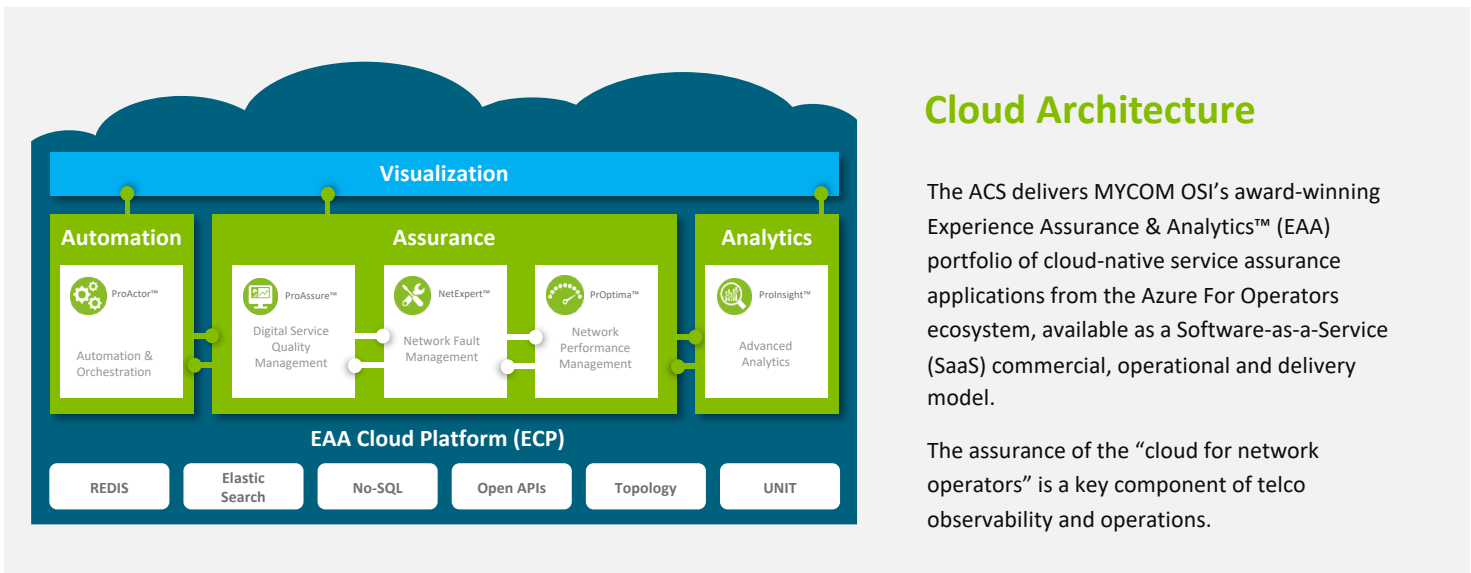 Visualization
Automation
Assurance
Analytics
ProActor™
Automation &
Orchestration
ProAssure™
Digital Service
Quality
Management
NetExpert™
Network Fault
Management
PrOptima™
Network
Performance
Management
ProInsight™
Advanced
Analytics
EAA Cloud Platform (ECP)
REDIS
Elastic
Search
No-SQL
Open APIs
Topology
UNIT
Cloud Architecture
The ACS delivers MYCOM OSI’s award-winning
Experience Assurance & Analytics™ (EAA)
portfolio of cloud-native service assurance
applications from the Azure For Operators
ecosystem, available as a Software-as-a-Service
(SaaS) commercial, operational and delivery
model.
The assurance of the “cloud for network
operators” is a key component of telco
observability and operations.